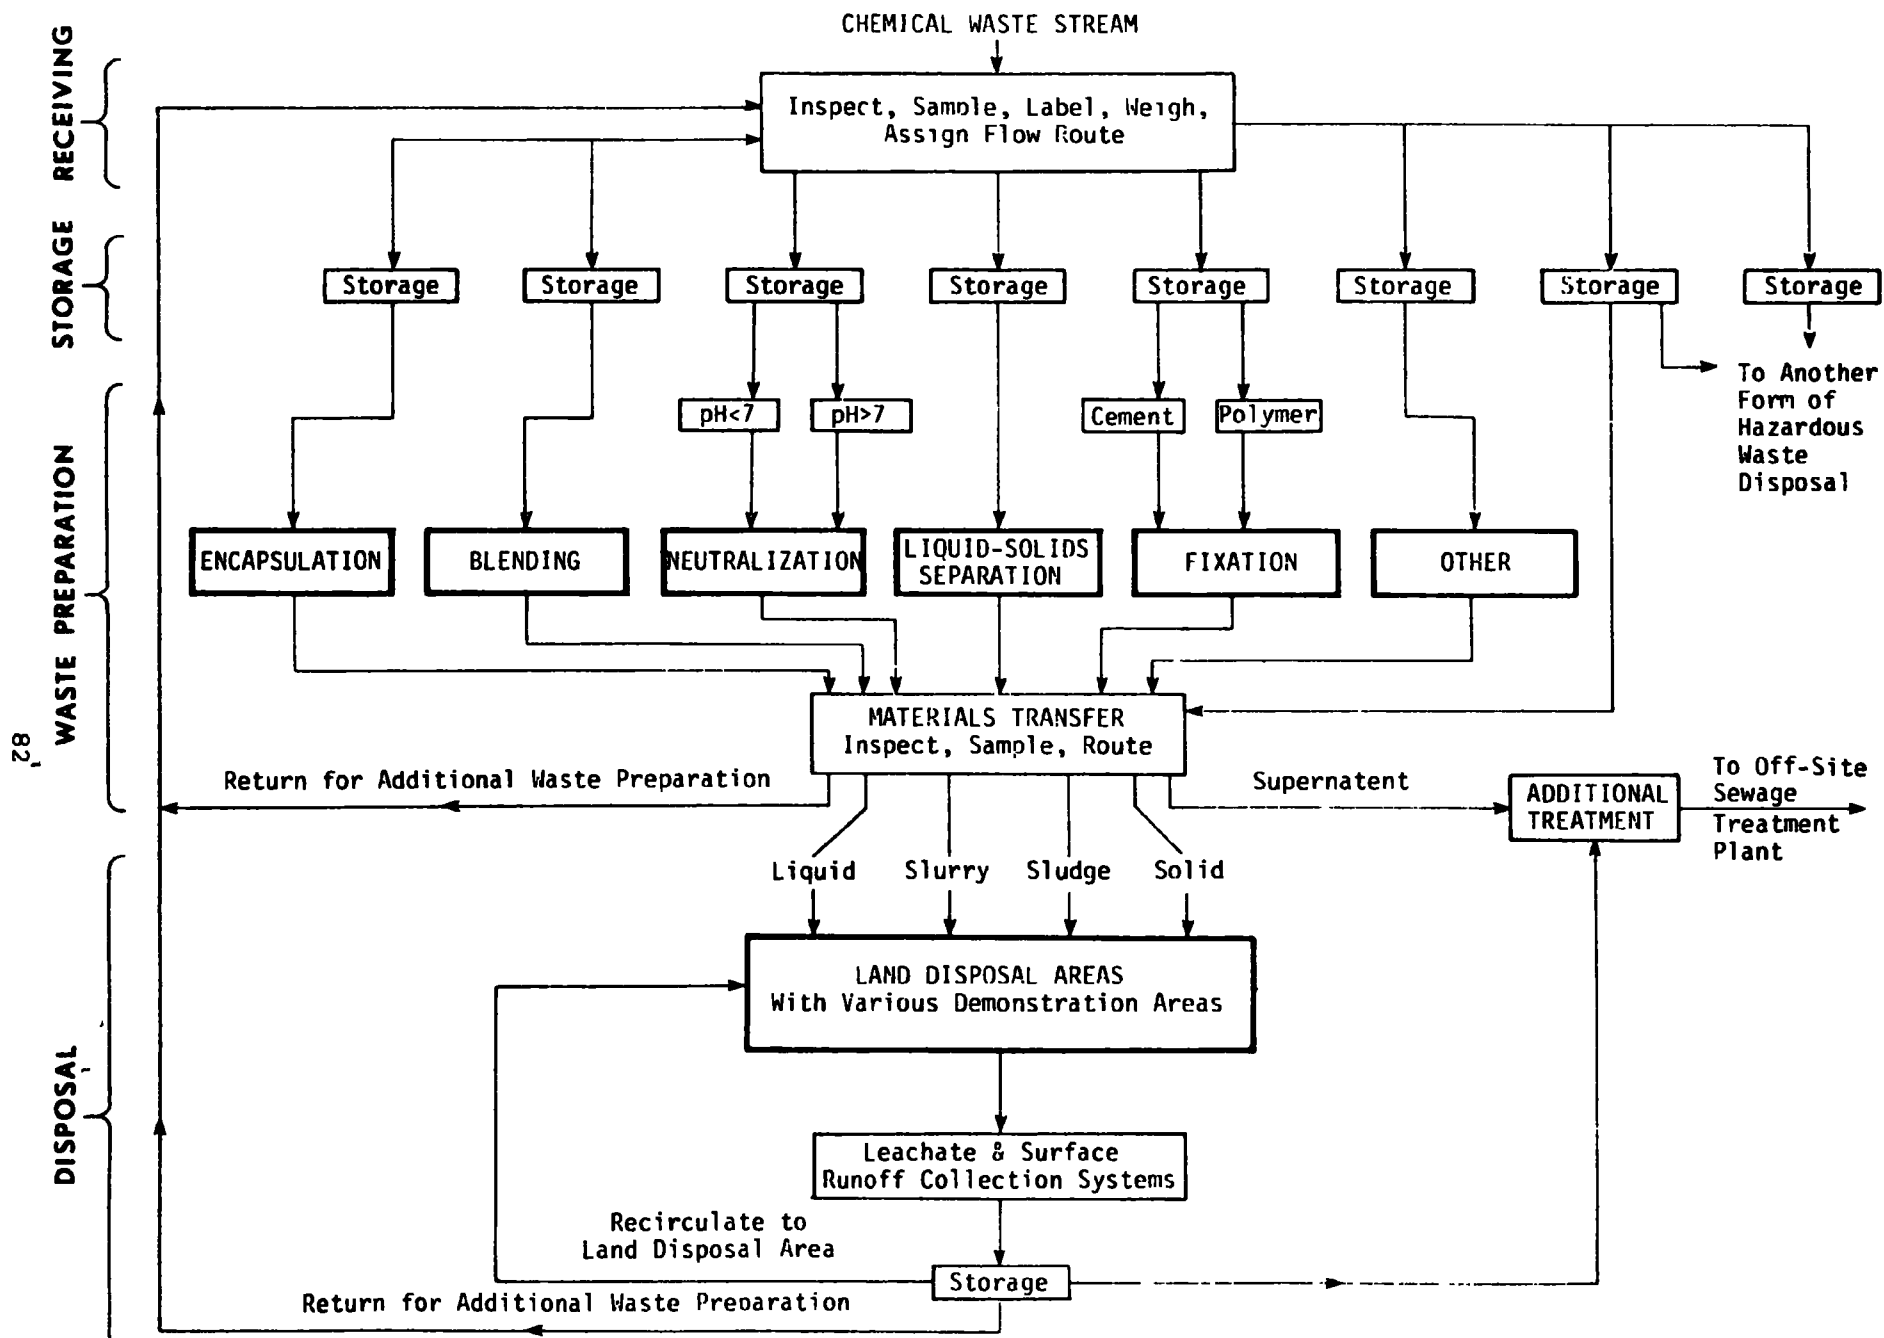 CHEMICAL WASTE STREAM
RECEIVING
Inspect, Sample, Label, Weigh,
Assign Flow Route
STORAGE
Storage
Storage
Storage
Storage
Storage
Storage
Storage
Storage
To Another
Form of
Hazardous
Waste
Disposal
WASTE PREPARATION
pH<7
pH>7
Cement
Polymer
ENCAPSULATION
BLENDING
NEUTRALIZATION
LIQUID-SOLIDS
SEPARATION
FIXATION
OTHER
MATERIALS TRANSFER
Inspect, Sample, Route
82
Return for Additional Waste Preparation
Supernatent
ADDITIONAL
TREATMENT
To Off-Site
Sewage
Treatment
Plant
Liquid
Slurry
Sludge
Solid
DISPOSAL
LAND DISPOSAL AREAS
With Various Demonstration Areas
Leachate & Surface
Runoff Collection Systems
Recirculate to
Land Disposal Area
Storage
Return for Additional Waste Preparation